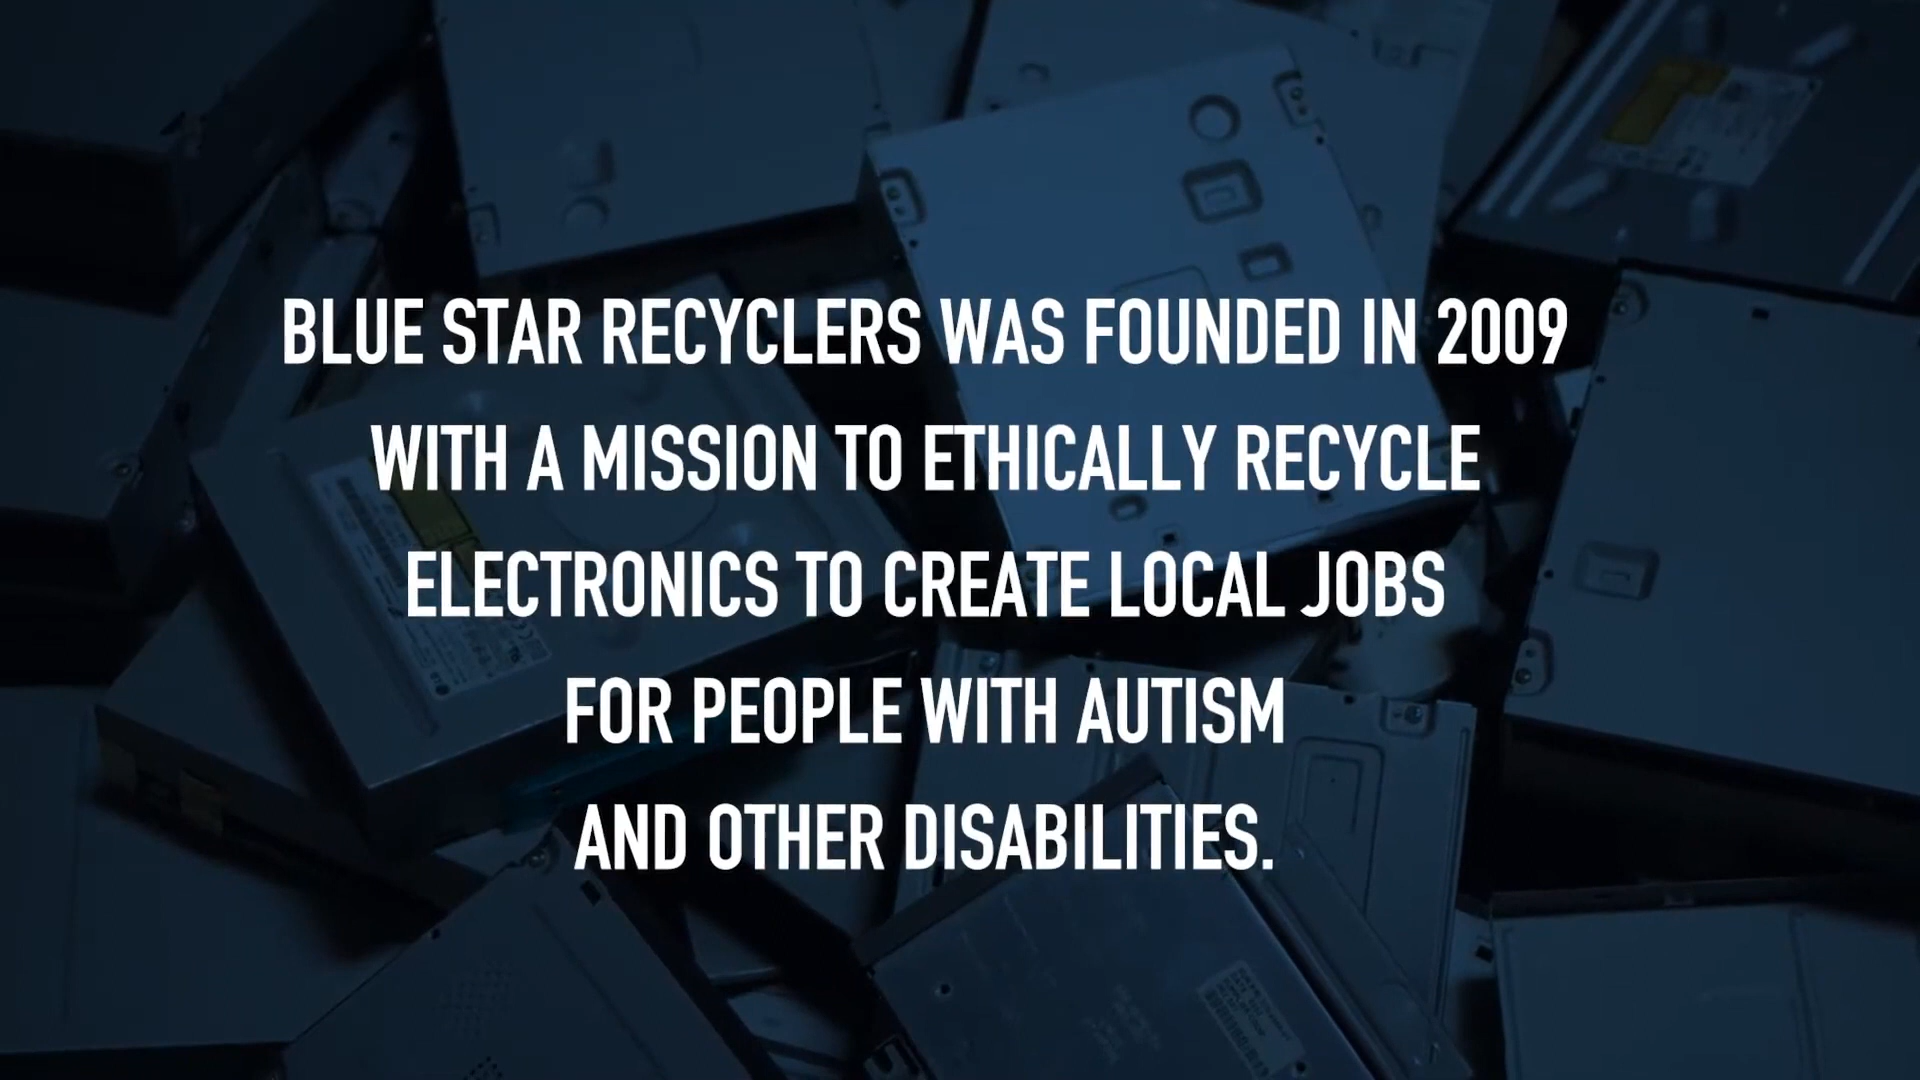 BLUE STAR RECYCLERS WAS FOUNDED IN 2009
WITH A MISSION TO ETHICALLY RECYCLE
ELECTRONICS TO CREATE LOCAL JOBS
FOR PEOPLE WITH AUTISM
AND OTHER DISABILITIES.